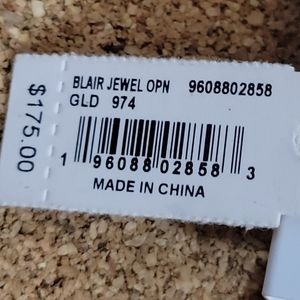 BLAIR JEWEL OPN 9608802858
GLD 974
1 96088 02858 3
MADE IN CHINA
$175.00